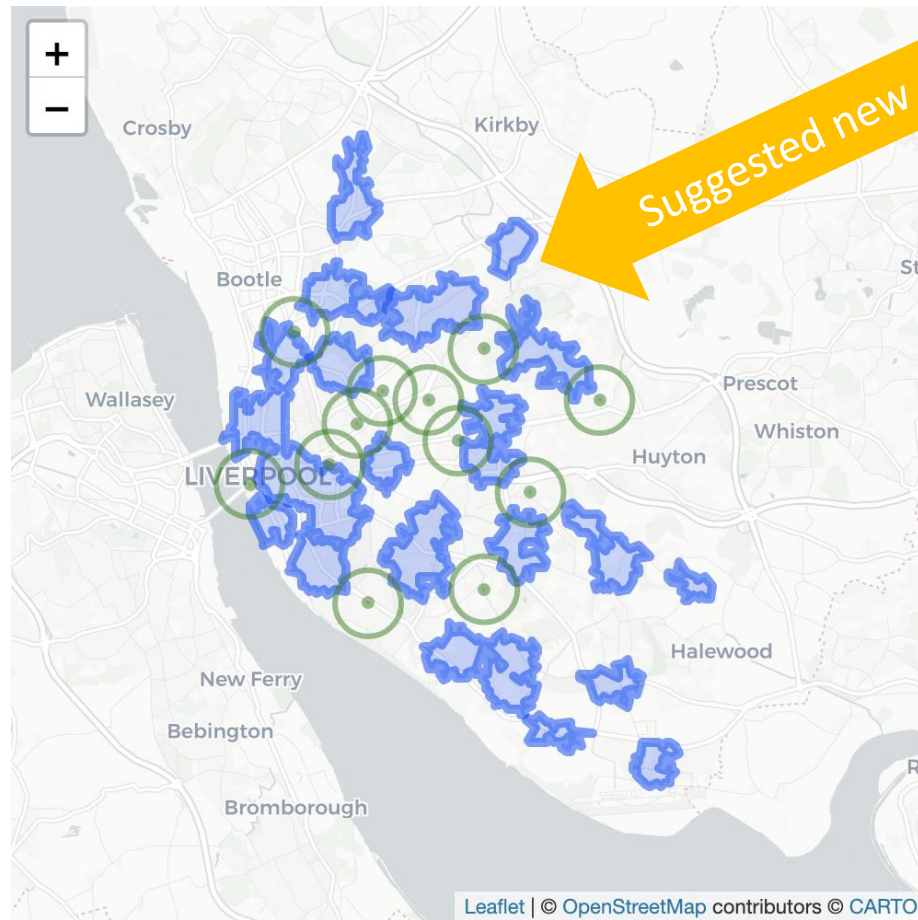 +
−
Crosby
Kirkby
Suggested new
Bootle
St
Wallasey
Prescot
Whiston
Huyton
LIVERPOOL
Halewood
New Ferry
Bebington
R
Bromborough
Leaflet | © OpenStreetMap contributors © CARTO